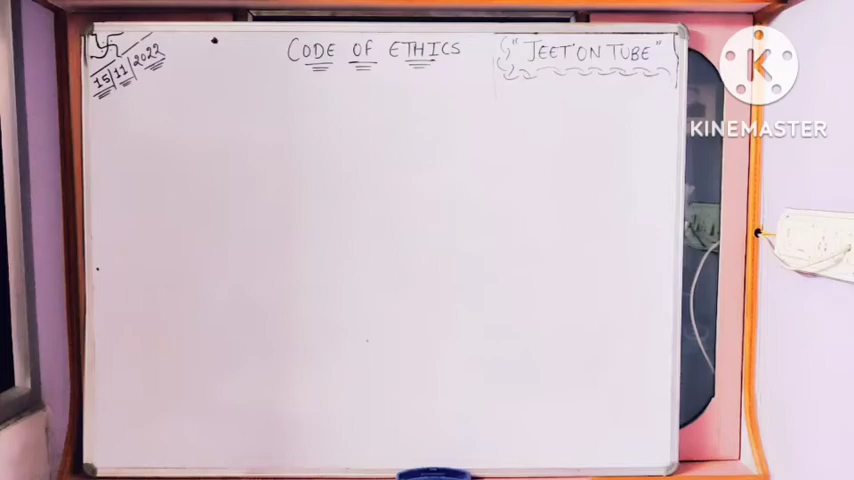 CODE OF ETHICS
"JEET'ON TUBE"
15/11/2022
K
KINEMASTER